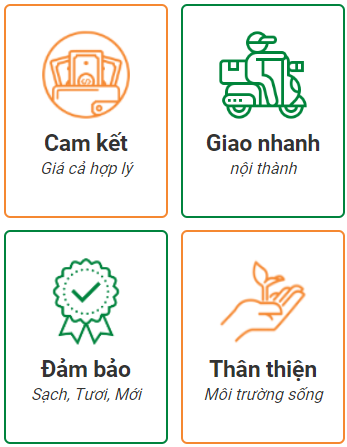 Cam kết
Giá cả hợp lý
Giao nhanh
nội thành
Đảm bảo
Sạch, Tươi, Mới
Thân thiện
Môi trường sống